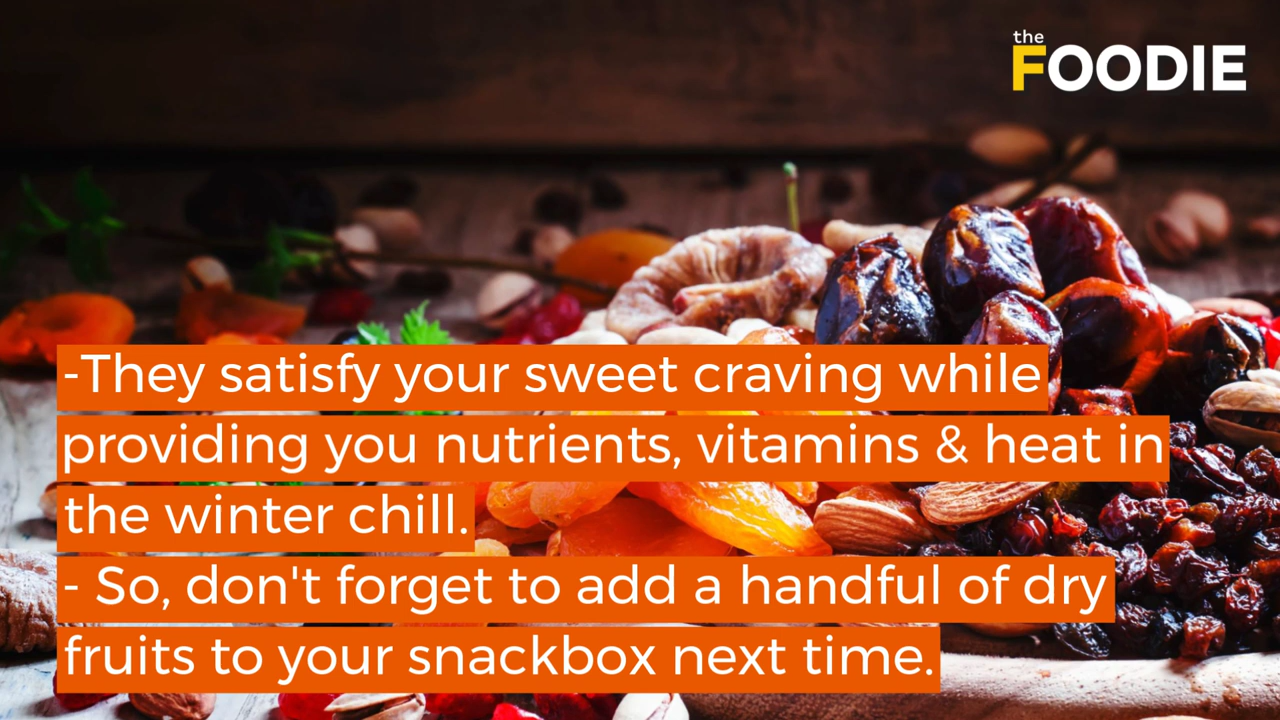 the
FOODIE
-They satisfy your sweet craving while
providing you nutrients, vitamins & heat in
the winter chill.
- So, don't forget to add a handful of dry
fruits to your snackbox next time.